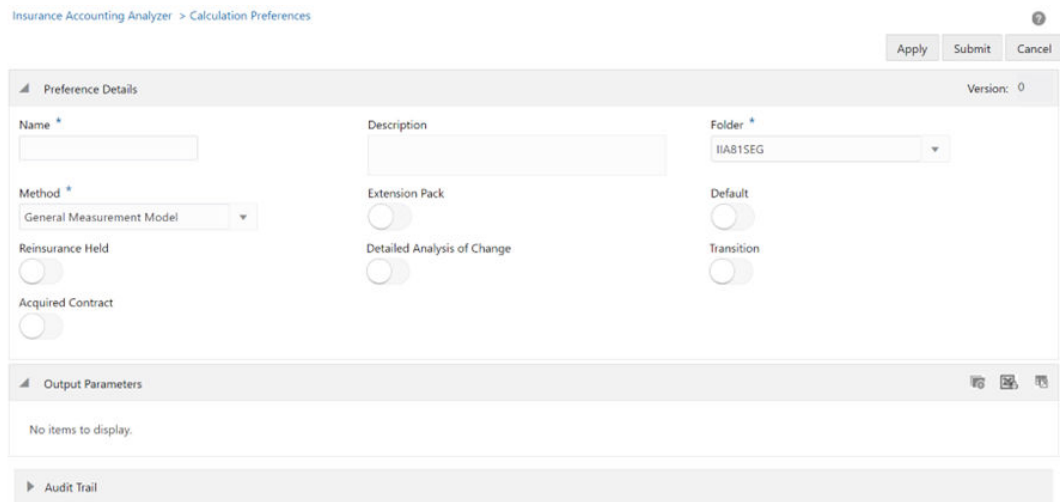 Insurance Accounting Analyzer > Calculation Preferences
Apply Submit Cancel
Preference Details Version: 0
Name * Description Folder *
IIA81SEG
Method * Extension Pack Default
General Measurement Model
Reinsurance Held Detailed Analysis of Change Transition
Acquired Contract
Output Parameters
No items to display.
Audit Trail